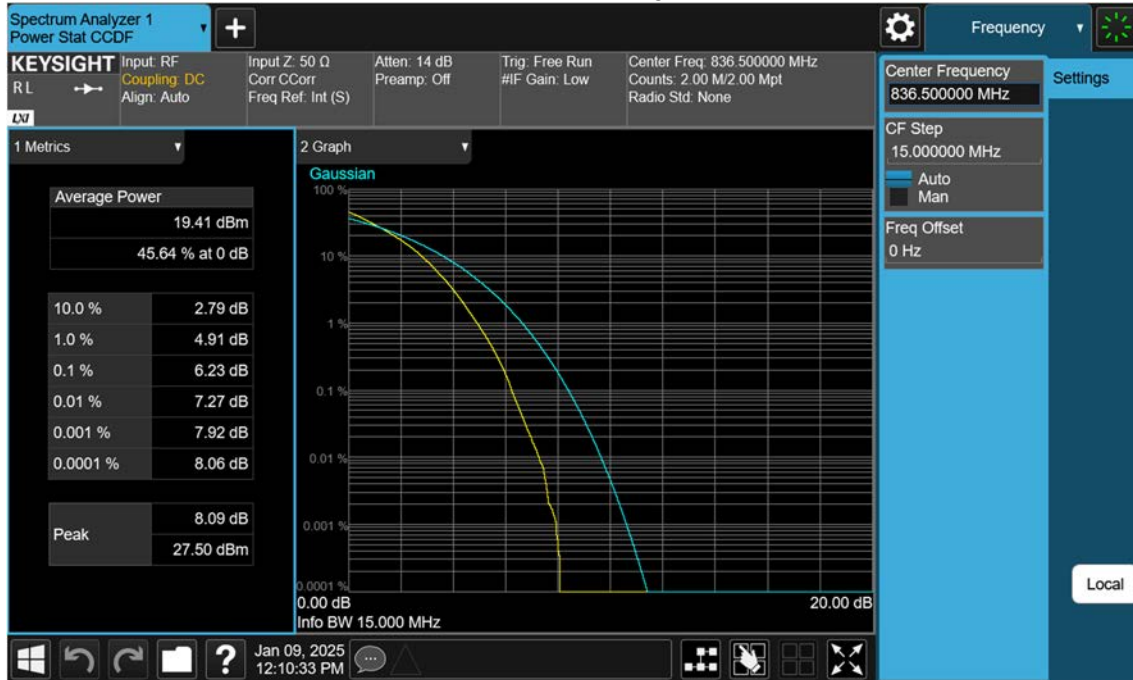 Spectrum Analyzer 1
Power Stat CCDF
Frequency
KEYSIGHT
RL
LXI
Input: RF
Coupling: DC
Align: Auto
Input Z: 50 Ω
Corr CCorr
Freq Ref: Int (S)
Atten: 14 dB
Preamp: Off
Trig: Free Run
#IF Gain: Low
Center Freq: 836.500000 MHz
Counts: 2.00 M/2.00 Mpt
Radio Std: None
Center Frequency
836.500000 MHz
Settings
CF Step
15.000000 MHz
Auto
Man
Freq Offset
0 Hz
Local
1 Metrics
Average Power
19.41 dBm
45.64 % at 0 dB
10.0 % 2.79 dB
1.0 % 4.91 dB
0.1 % 6.23 dB
0.01 % 7.27 dB
0.001 % 7.92 dB
0.0001 % 8.06 dB
Peak
8.09 dB
27.50 dBm
2 Graph
Gaussian
100 %
10 %
1 %
0.1 %
0.01 %
0.001 %
0.0001 %
0.00 dB 20.00 dB
Info BW 15.000 MHz
?
Jan 09, 2025
12:10:33 PM